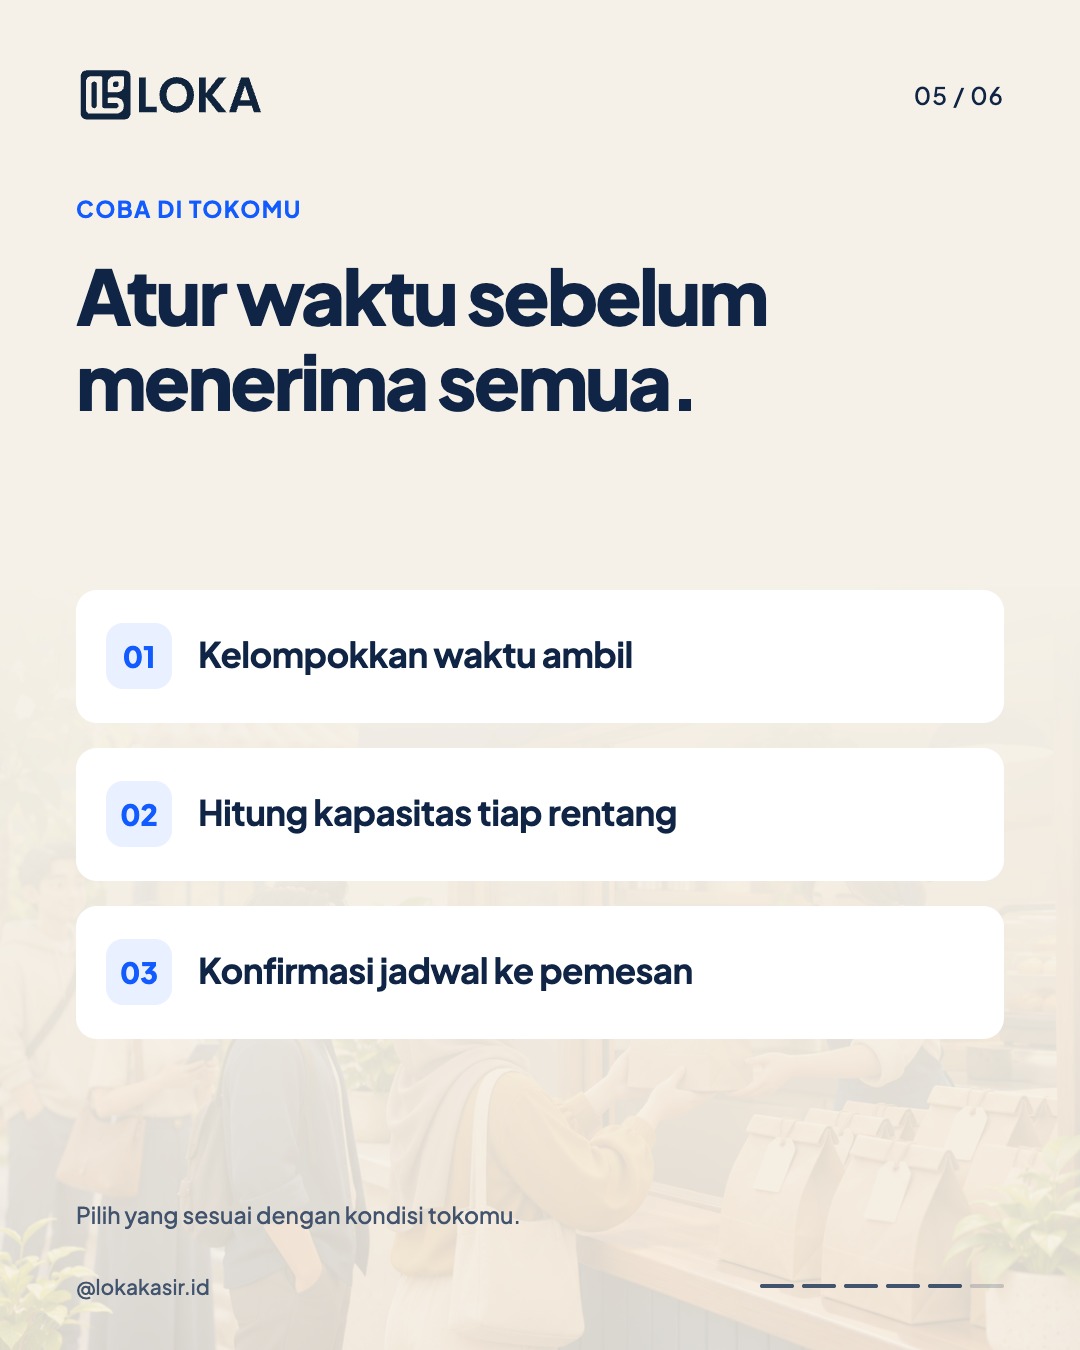 LOKA
05 / 06
COBA DI TOKOMU
Atur waktu sebelum
menerima semua.
01 Kelompokkan waktu ambil
02 Hitung kapasitas tiap rentang
03 Konfirmasi jadwal ke pemesan
Pilih yang sesuai dengan kondisi tokomu.
@lokakasir.id